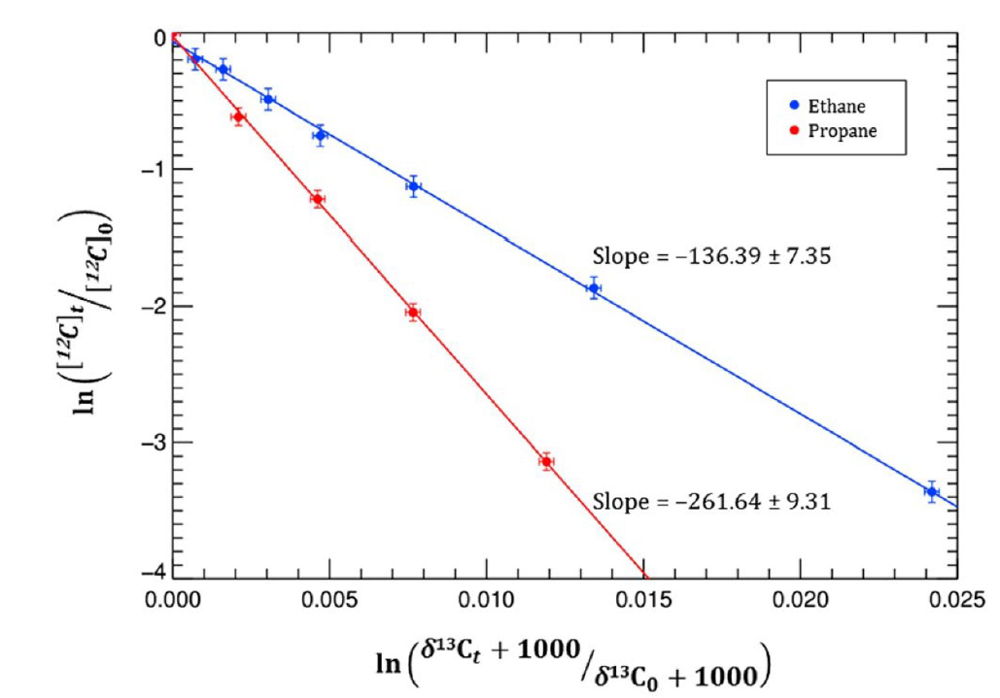 0
−1
−2
−3
−4
ln([¹²C]ₜ/[¹²C]₀)
Ethane
Propane
Slope = −136.39 ± 7.35
Slope = −261.64 ± 9.31
0.000 0.005 0.010 0.015 0.020 0.025
ln(δ¹³Cₜ + 1000/δ¹³C₀ + 1000)